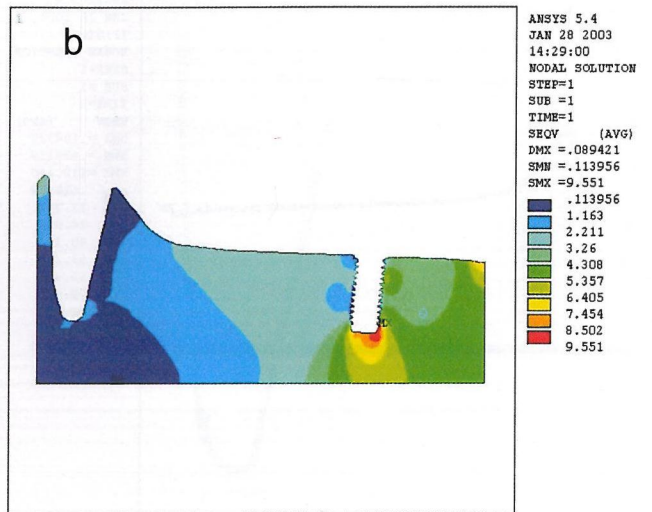 1
b
ANSYS 5.4
JAN 28 2003
14:29:00
NODAL SOLUTION
STEP=1
SUB =1
TIME=1
SEQV (AVG)
DMX =.089421
SMN =.113956
SMX =9.551
.113956
1.163
2.211
3.26
4.308
5.357
6.405
7.454
8.502
9.551